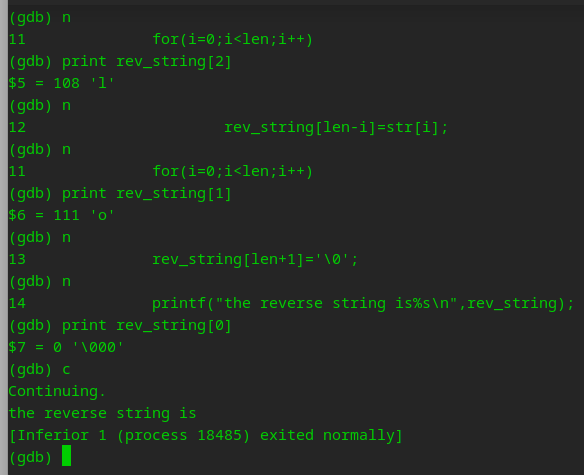 (gdb) n
11              for(i=0;i<len;i++)
(gdb) print rev_string[2]
$5 = 108 'l'
(gdb) n
12                      rev_string[len-i]=str[i];
(gdb) n
11              for(i=0;i<len;i++)
(gdb) print rev_string[1]
$6 = 111 'o'
(gdb) n
13              rev_string[len+1]='\0';
(gdb) n
14              printf("the reverse string is%s\n",rev_string);
(gdb) print rev_string[0]
$7 = 0 '\000'
(gdb) c
Continuing.
the reverse string is
[Inferior 1 (process 18485) exited normally]
(gdb)